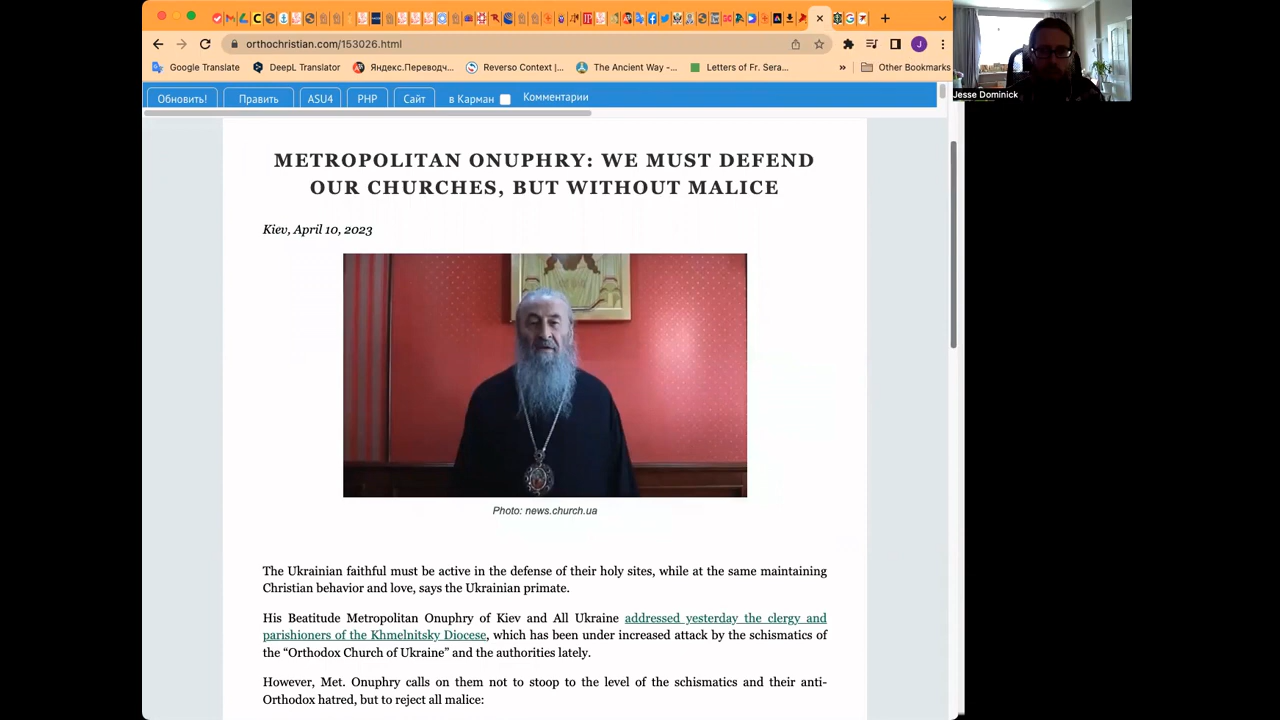 orthochristian.com/153026.html
J
Google Translate
DeepL Translator
Яндекс.Переводч...
Reverso Context |...
The Ancient Way -...
Letters of Fr. Sera...
»
Other Bookmarks
Обновить!
Править
ASU4
PHP
Сайт
в Карман
Комментарии
Jesse Dominick
METROPOLITAN ONUPHRY: WE MUST DEFEND
OUR CHURCHES, BUT WITHOUT MALICE
Kiev, April 10, 2023
Photo: news.church.ua
The Ukrainian faithful must be active in the defense of their holy sites, while at the same maintaining
Christian behavior and love, says the Ukrainian primate.
His Beatitude Metropolitan Onuphry of Kiev and All Ukraine addressed yesterday the clergy and
parishioners of the Khmelnitsky Diocese, which has been under increased attack by the schismatics of
the “Orthodox Church of Ukraine” and the authorities lately.
However, Met. Onuphry calls on them not to stoop to the level of the schismatics and their anti-
Orthodox hatred, but to reject all malice: